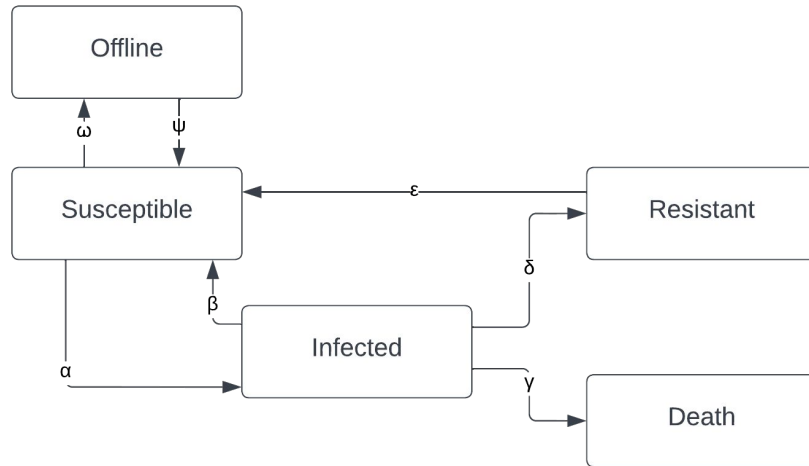 Offline
ω
ψ
Susceptible
ε
Resistant
δ
β
Infected
α
γ
Death